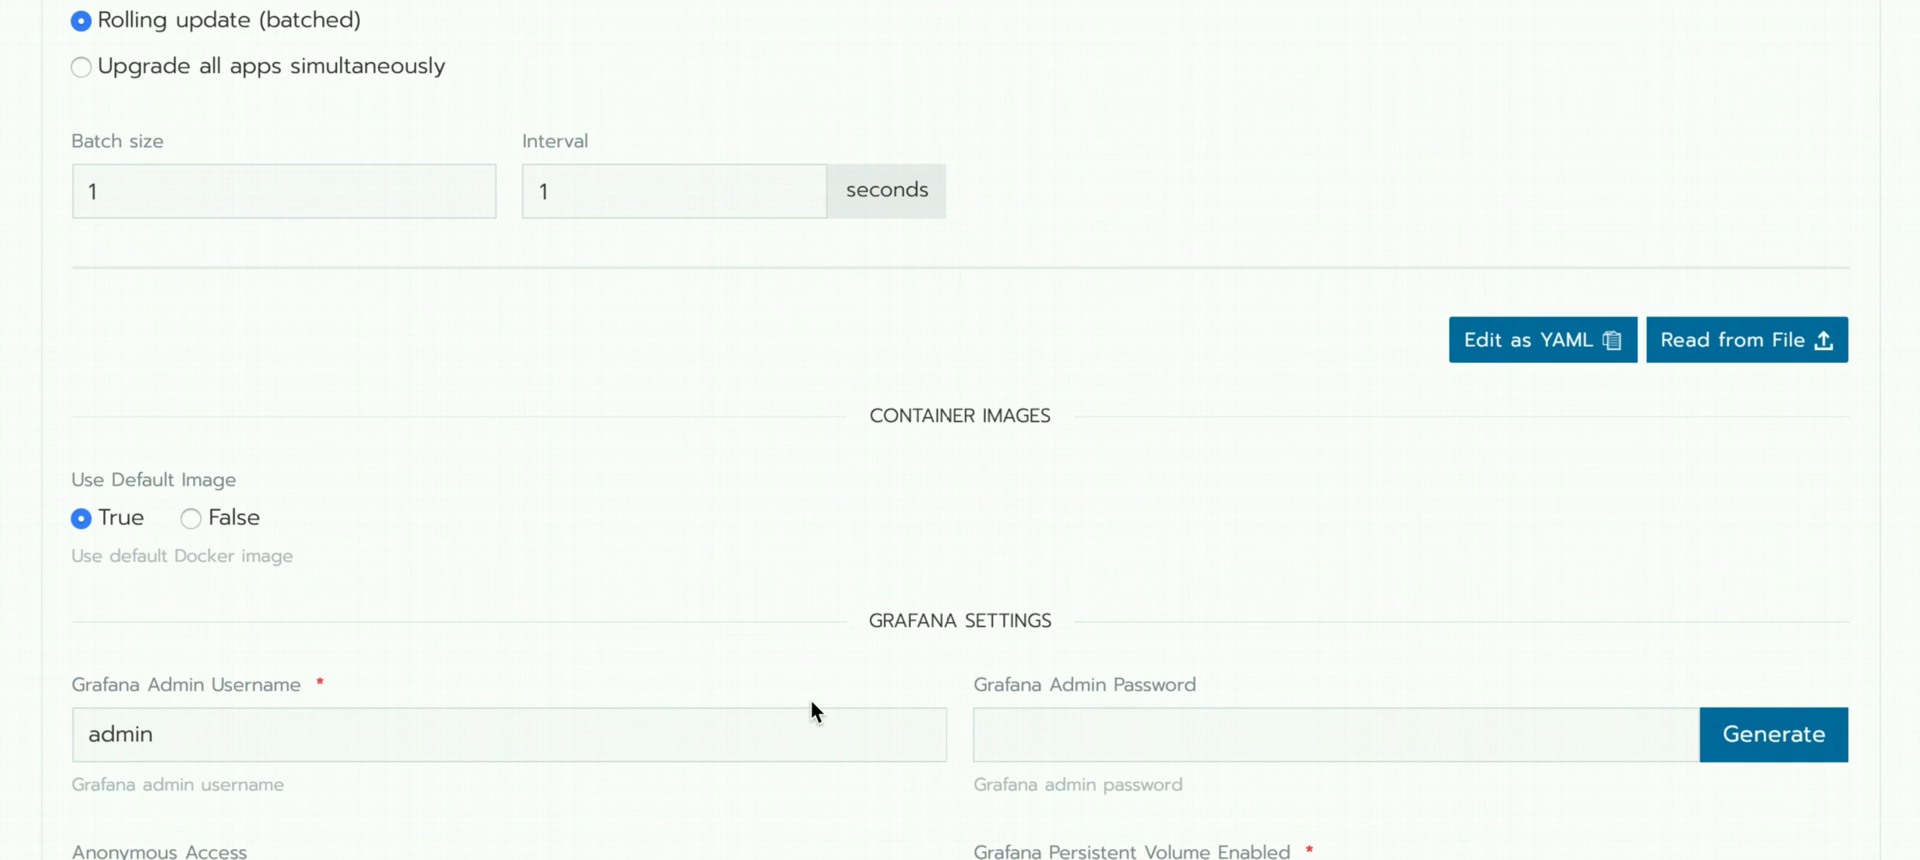 Rolling update (batched)
Upgrade all apps simultaneously
Batch size
Interval
1
1
seconds
Edit as YAML
Read from File
CONTAINER IMAGES
Use Default Image
True
False
Use default Docker image
GRAFANA SETTINGS
Grafana Admin Username *
Grafana Admin Password
admin
Generate
Grafana admin username
Grafana admin password
Anonymous Access
Grafana Persistent Volume Enabled *